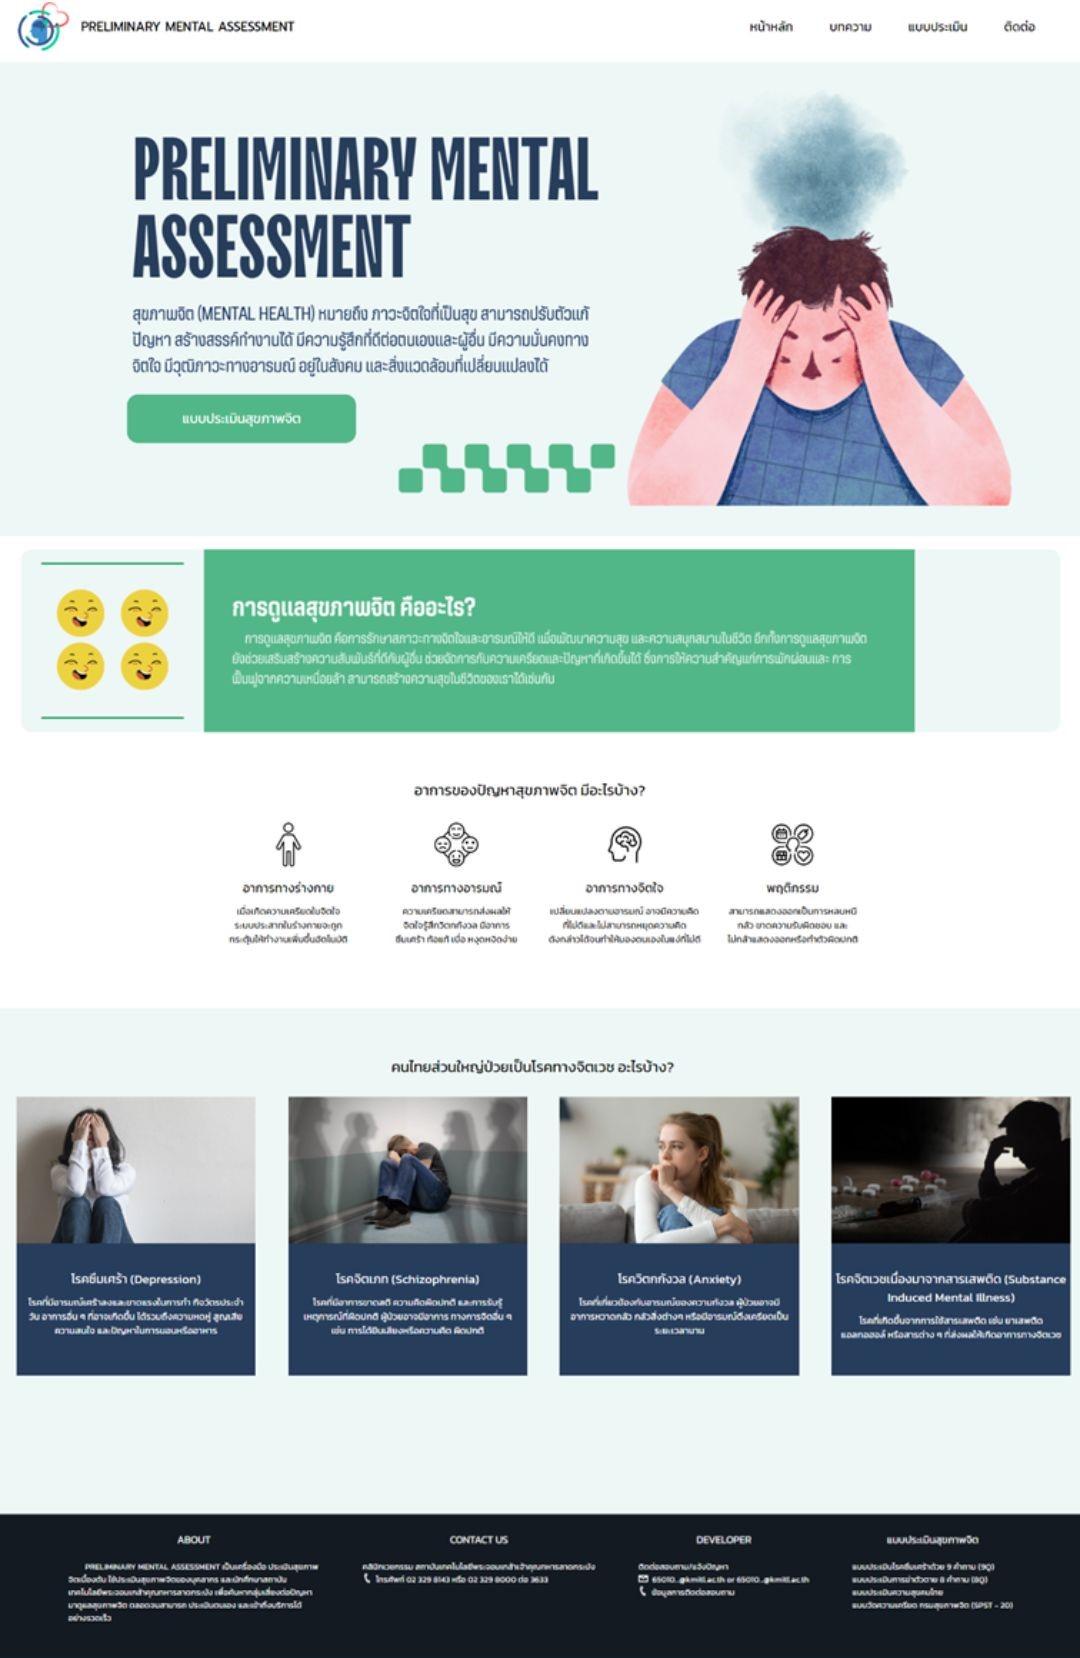 PRELIMINARY MENTAL ASSESSMENT
หน้าหลัก
บทความ
แบบประเมิน
ติดต่อ
PRELIMINARY MENTAL
ASSESSMENT
สุขภาพจิต (MENTAL HEALTH) หมายถึง ภาวะจิตใจที่เป็นสุข สามารถปรับตัวแก้
ปัญหา สร้างสรรค์ทำงานได้ มีความรู้สึกที่ดีต่อตนเองและผู้อื่น มีความมั่นคงทาง
จิตใจ มีวุฒิภาวะทางอารมณ์ อยู่ในสังคม และสิ่งแวดล้อมที่เปลี่ยนแปลงได้
แบบประเมินสุขภาพจิต
การดูแลสุขภาพจิต คืออะไร?
การดูแลสุขภาพจิต คือการรักษาสภาวะทางจิตใจและอารมณ์ให้ดี เพื่อพัฒนาความสุข และความสนุกสนานในชีวิต อีกทั้งการดูแลสุขภาพจิต
ยังช่วยเสริมสร้างความสัมพันธ์ที่ดีกับผู้อื่น ช่วยจัดการกับความเครียดและปัญหาที่เกิดขึ้นได้ ซึ่งการให้ความสำคัญแก่การพักผ่อนและ การ
ฟื้นฟูจากความเหนื่อยล้า สามารถสร้างความสุขในชีวิตของเราได้เช่นกัน
อาการของปัญหาสุขภาพจิต มีอะไรบ้าง?
อาการทางร่างกาย
เมื่อเกิดความเครียดในจิตใจ
ระบบประสาทในร่างกายจะถูก
กระตุ้นให้ทำงานเพิ่มขึ้นอัตโนมัติ
อาการทางอารมณ์
ความเครียดสามารถส่งผลให้
จิตใจรู้สึกวิตกกังวล มีอาการ
ซึมเศร้า ท้อแท้ เบื่อ หงุดหงิดง่าย
อาการทางจิตใจ
เปลี่ยนแปลงตามอารมณ์ อาจมีความคิด
ที่ไม่ดีและไม่สามารถหยุดความคิด
ดังกล่าวได้จนทำให้มองตนเองในแง่ที่ไม่ดี
พฤติกรรม
สามารถแสดงออกเป็นการหลบหนี
กลัว ขาดความรับผิดชอบ และ
ไม่กล้าแสดงออกหรือทำตัวผิดปกติ
คนไทยส่วนใหญ่ป่วยเป็นโรคทางจิตเวช อะไรบ้าง?
โรคซึมเศร้า (Depression)
โรคที่มีอารมณ์เศร้าลงและขาดแรงในการทำ กิจวัตรประจำ
วัน อาการอื่น ๆ ที่อาจเกิดขึ้น ได้รวมถึงความหดหู่ สูญเสีย
ความสนใจ และปัญหาในการนอนหรืออาหาร
โรคจิตเภท (Schizophrenia)
โรคที่มีอาการขาดสติ ความคิดผิดปกติ และการรับรู้
เหตุการณ์ที่ผิดปกติ ผู้ป่วยอาจมีอาการ ทางการจิตอื่น ๆ
เช่น การได้ยินเสียงหรือความคิด ผิดปกติ
โรควิตกกังวล (Anxiety)
โรคที่เกี่ยวข้องกับอารมณ์ของความกังวล ผู้ป่วยอาจมี
อาการหวาดกลัว กลัวสิ่งต่างๆ หรือมีอารมณ์ตึงเครียดเป็น
ระยะเวลานาน
โรคจิตเวชเนื่องมาจากสารเสพติด (Substance
Induced Mental Illness)
โรคที่เกิดขึ้นจากการใช้สารเสพติด เช่น ยาเสพติด
แอลกอฮอล์ หรือสารต่าง ๆ ที่ส่งผลให้เกิดอาการทางจิตเวช
ABOUT
PRELIMINARY MENTAL ASSESSMENT เป็นเครื่องมือ ประเมินสุขภาพ
จิตเบื้องต้น ใช้ประเมินสุขภาพจิตของบุคลากร และนักศึกษาสถาบัน
เทคโนโลยีพระจอมเกล้าคุณทหารลาดกระบัง เพื่อค้นหากลุ่มเสี่ยงต่อปัญหา
มาดูแลสุขภาพจิต ตลอดจนสามารถ ประเมินตนเอง และเข้าถึงบริการได้
อย่างรวดเร็ว
CONTACT US
คลินิกเวชกรรม สถาบันเทคโนโลยีพระจอมเกล้าเจ้าคุณทหารลาดกระบัง
โทรศัพท์ 02 329 8143 หรือ 02 329 8000 ต่อ 3633
DEVELOPER
ติดต่อสอบถาม/แจ้งปัญหา
65010..@kmitl.ac.th or 65010..@kmitl.ac.th
ข้อมูลการติดต่อสอบถาม
แบบประเมินสุขภาพจิต
แบบประเมินโรคซึมเศร้าด้วย 9 คำถาม (9Q)
แบบประเมินการฆ่าตัวตาย 8 คำถาม (8Q)
แบบประเมินความสุขคนไทย
แบบวัดความเครียด กรมสุขภาพจิต (SPST - 20)